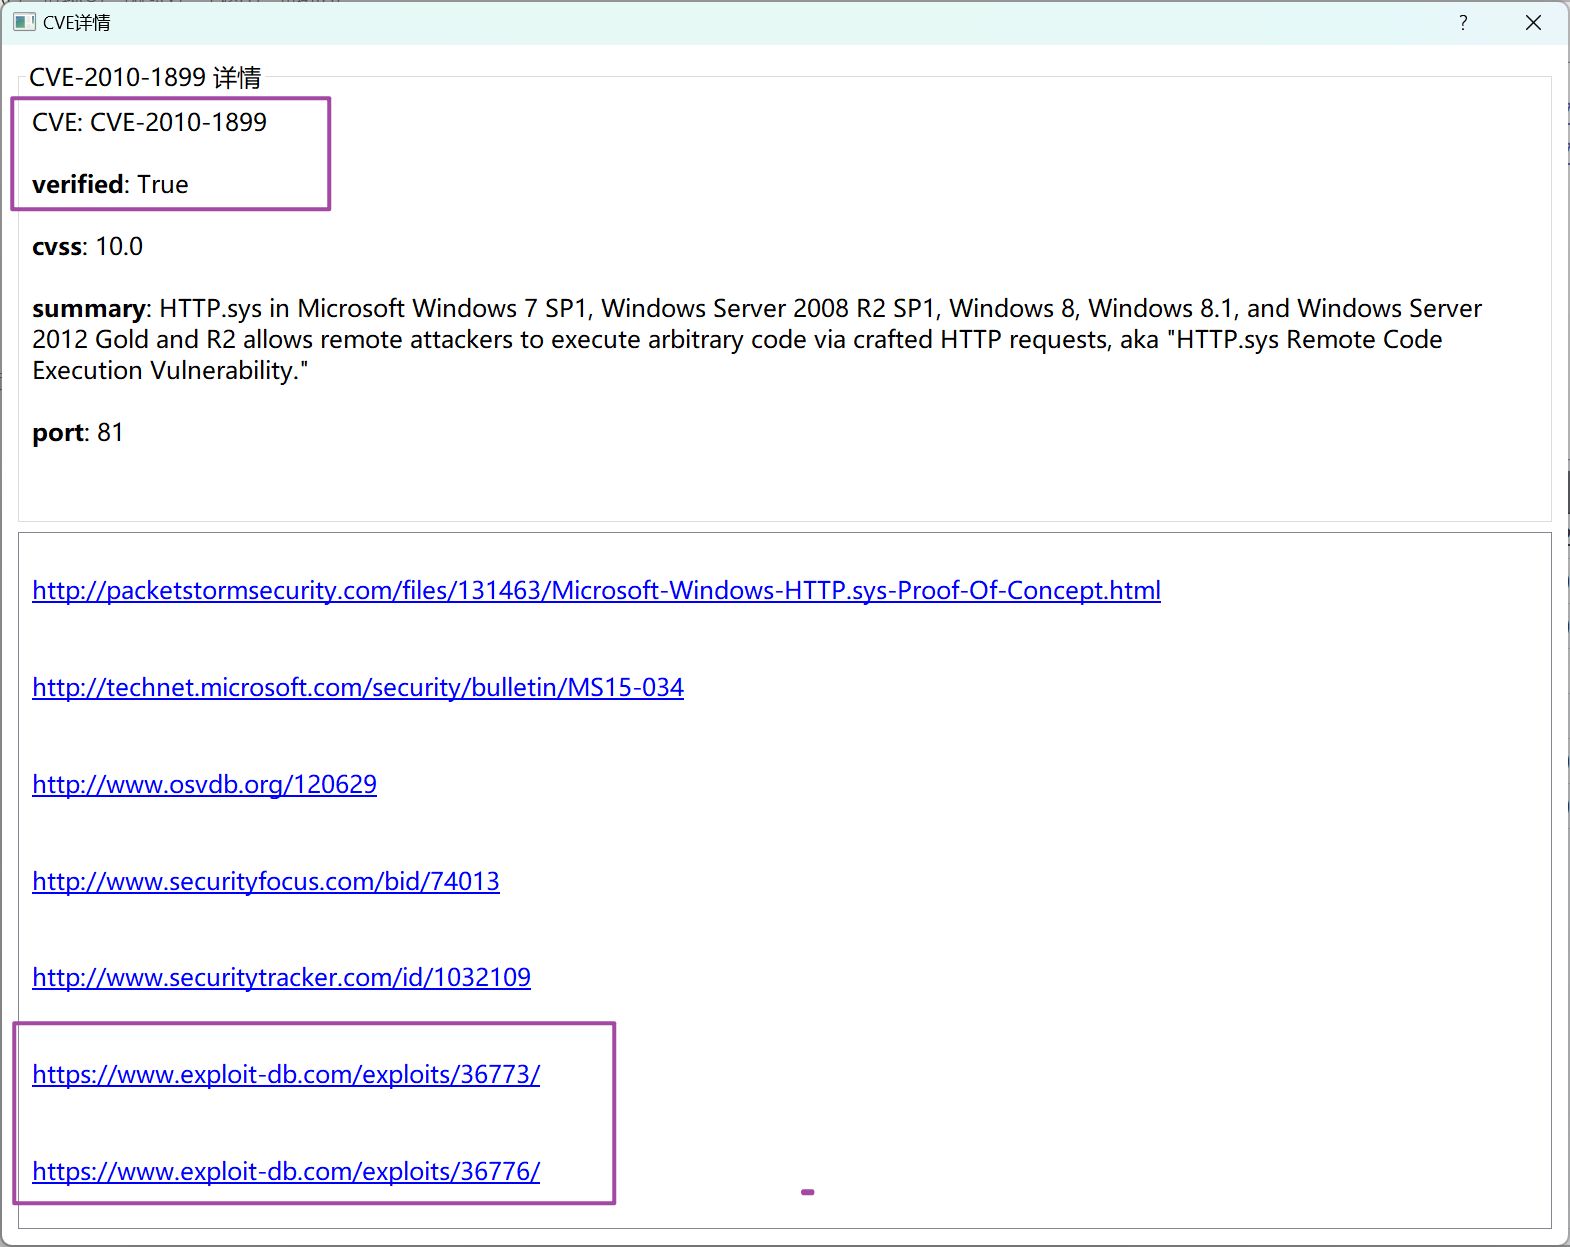 CVE详情
?
CVE-2010-1899 详情
CVE: CVE-2010-1899
verified: True
cvss: 10.0
summary: HTTP.sys in Microsoft Windows 7 SP1, Windows Server 2008 R2 SP1, Windows 8, Windows 8.1, and Windows Server
2012 Gold and R2 allows remote attackers to execute arbitrary code via crafted HTTP requests, aka "HTTP.sys Remote Code
Execution Vulnerability."
port: 81
http://packetstormsecurity.com/files/131463/Microsoft-Windows-HTTP.sys-Proof-Of-Concept.html
http://technet.microsoft.com/security/bulletin/MS15-034
http://www.osvdb.org/120629
http://www.securityfocus.com/bid/74013
http://www.securitytracker.com/id/1032109
https://www.exploit-db.com/exploits/36773/
https://www.exploit-db.com/exploits/36776/